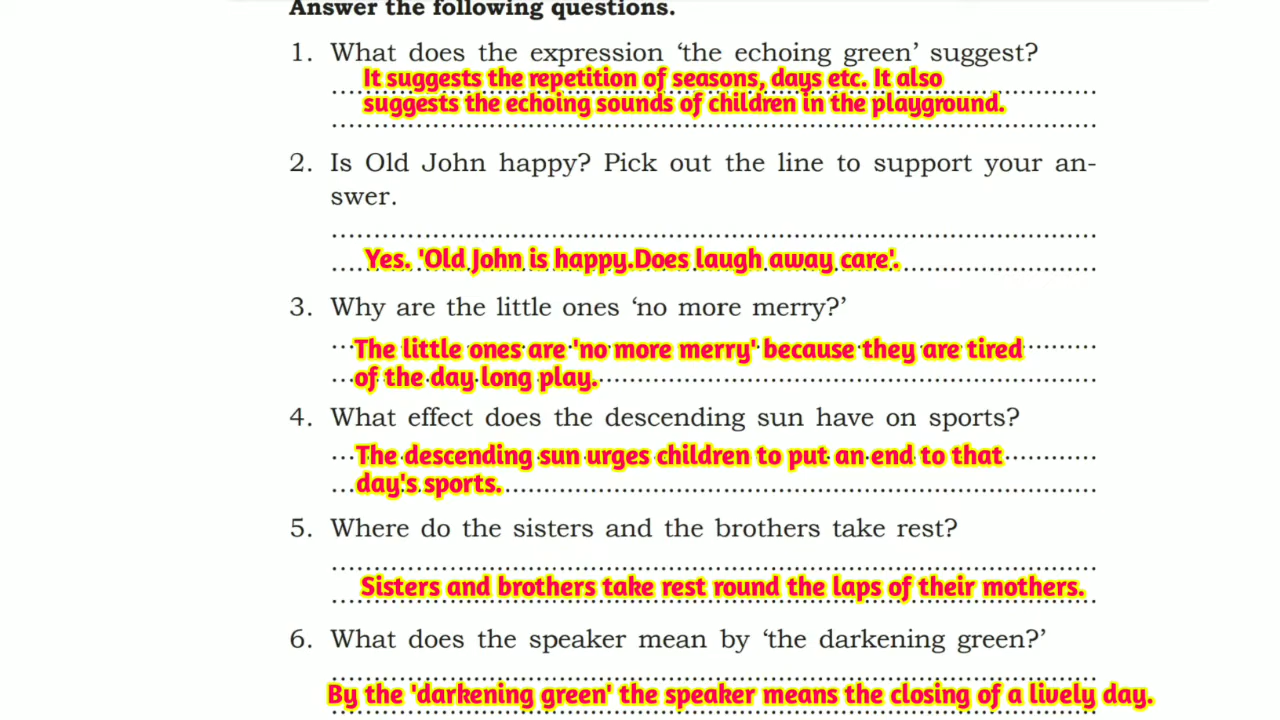 Answer the following questions.
1. What does the expression ‘the echoing green’ suggest?
It suggests the repetition of seasons, days etc. It also
suggests the echoing sounds of children in the playground.
2. Is Old John happy? Pick out the line to support your an-
swer.
Yes. 'Old John is happy.Does laugh away care'.
3. Why are the little ones ‘no more merry?’
The little ones are 'no more merry' because they are tired
of the day long play.
4. What effect does the descending sun have on sports?
The descending sun urges children to put an end to that
day's sports.
5. Where do the sisters and the brothers take rest?
Sisters and brothers take rest round the laps of their mothers.
6. What does the speaker mean by ‘the darkening green?’
By the 'darkening green' the speaker means the closing of a lively day.